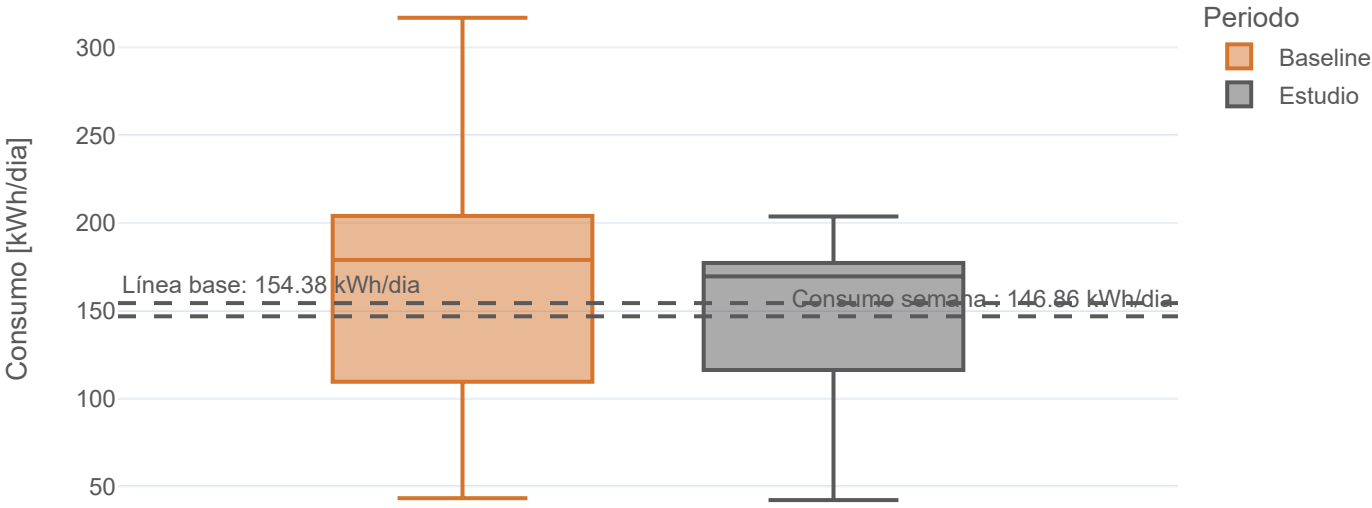 Periodo
Baseline
Estudio
Consumo [kWh/dia]
300
250
200
150
100
50
Línea base: 154.38 kWh/dia
Consumo semana : 146.86 kWh/dia